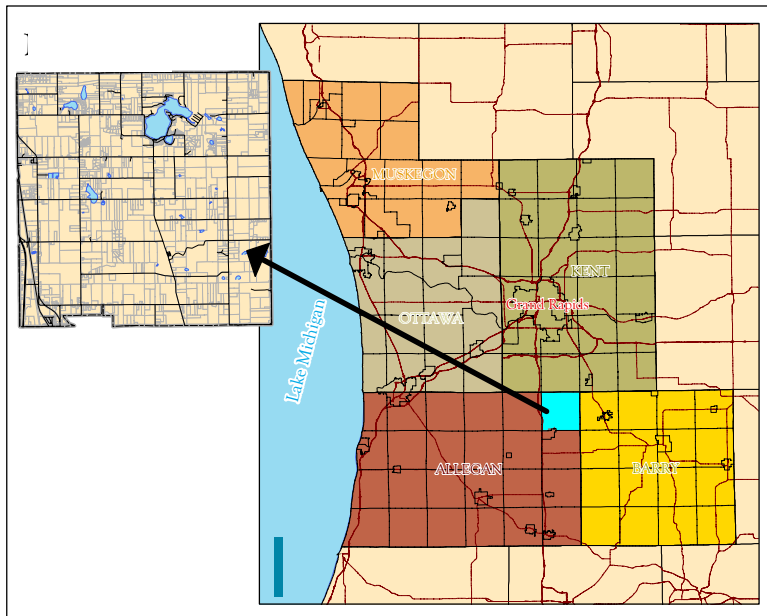 MUSKEGON
KENT
Grand Rapids
OTTAWA
Lake Michigan
ALLEGAN
BARRY